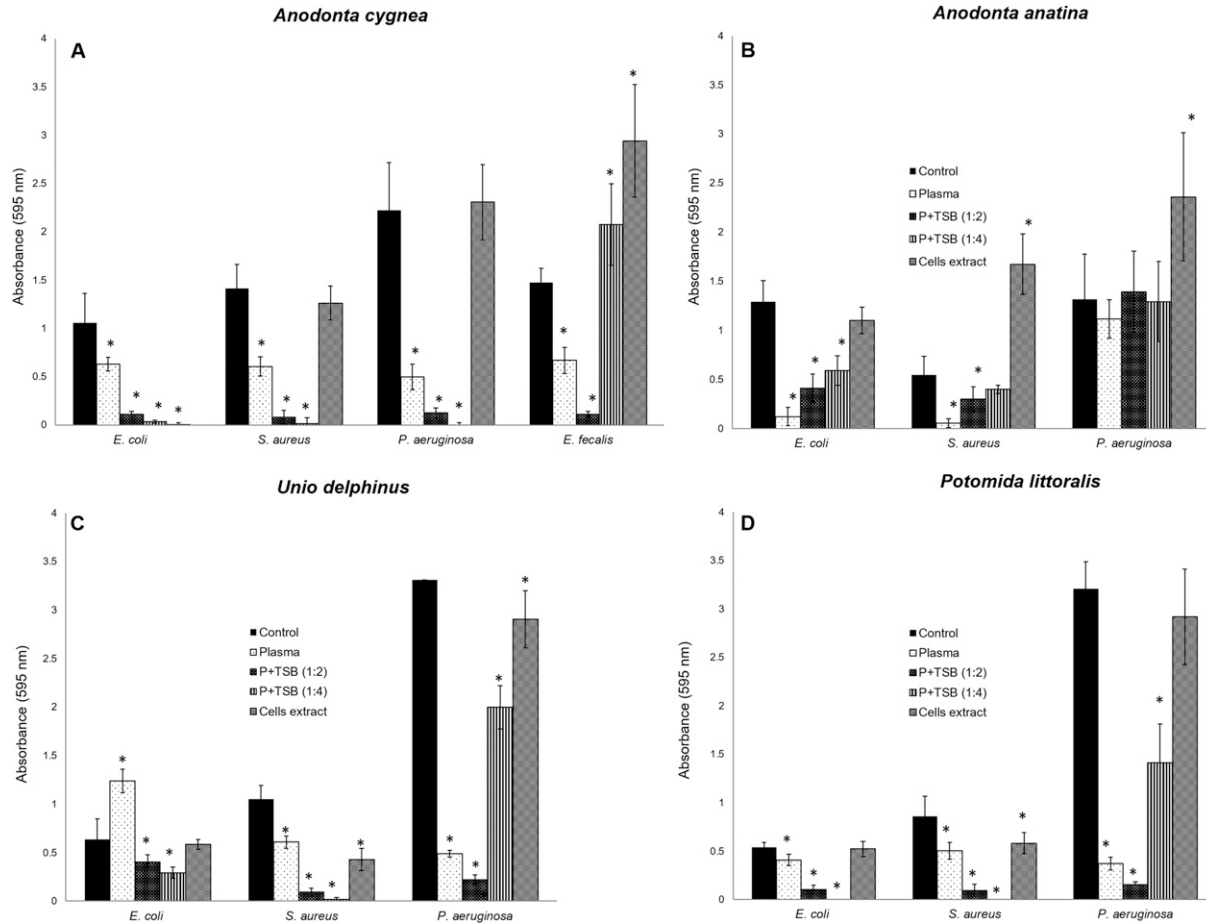 Anodonta cygnea
A
Absorbance (595 nm)
4
3.5
3
2.5
2
1.5
1
0.5
0
* * * *
* * *
* * *
* * * *
E. coli S. aureus P. aeruginosa E. fecalis
Anodonta anatina
B
Absorbance (595 nm)
4
3.5
3
2.5
2
1.5
1
0.5
0
Control
Plasma
P+TSB (1:2)
P+TSB (1:4)
Cells extract
* * *
* * *
*
E. coli S. aureus P. aeruginosa
Unio delphinus
C
Absorbance (595 nm)
4
3.5
3
2.5
2
1.5
1
0.5
0
Control
Plasma
P+TSB (1:2)
P+TSB (1:4)
Cells extract
* * *
* * * *
* * * *
E. coli S. aureus P. aeruginosa
Potomida littoralis
D
Absorbance (595 nm)
4
3.5
3
2.5
2
1.5
1
0.5
0
Control
Plasma
P+TSB (1:2)
P+TSB (1:4)
Cells extract
* * *
* * * *
* * *
E. coli S. aureus P. aeruginosa